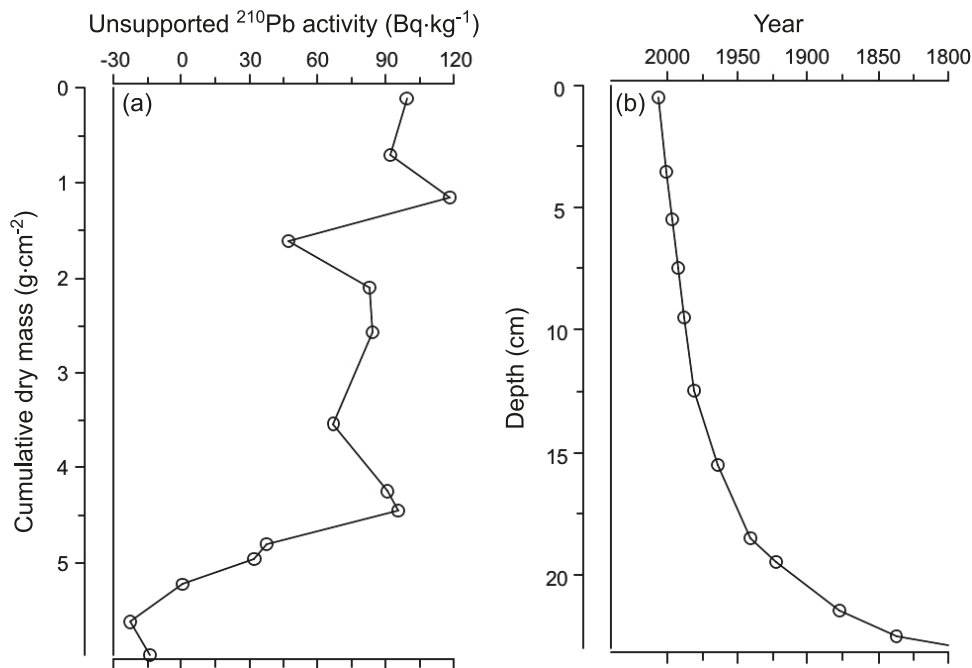 Unsupported ²¹⁰Pb activity (Bq·kg⁻¹)
-30 0 30 60 90 120
(a)
0
1
2
3
4
5
Cumulative dry mass (g·cm⁻²)
Year
2000 1950 1900 1850 1800
(b)
0
5
10
15
20
Depth (cm)